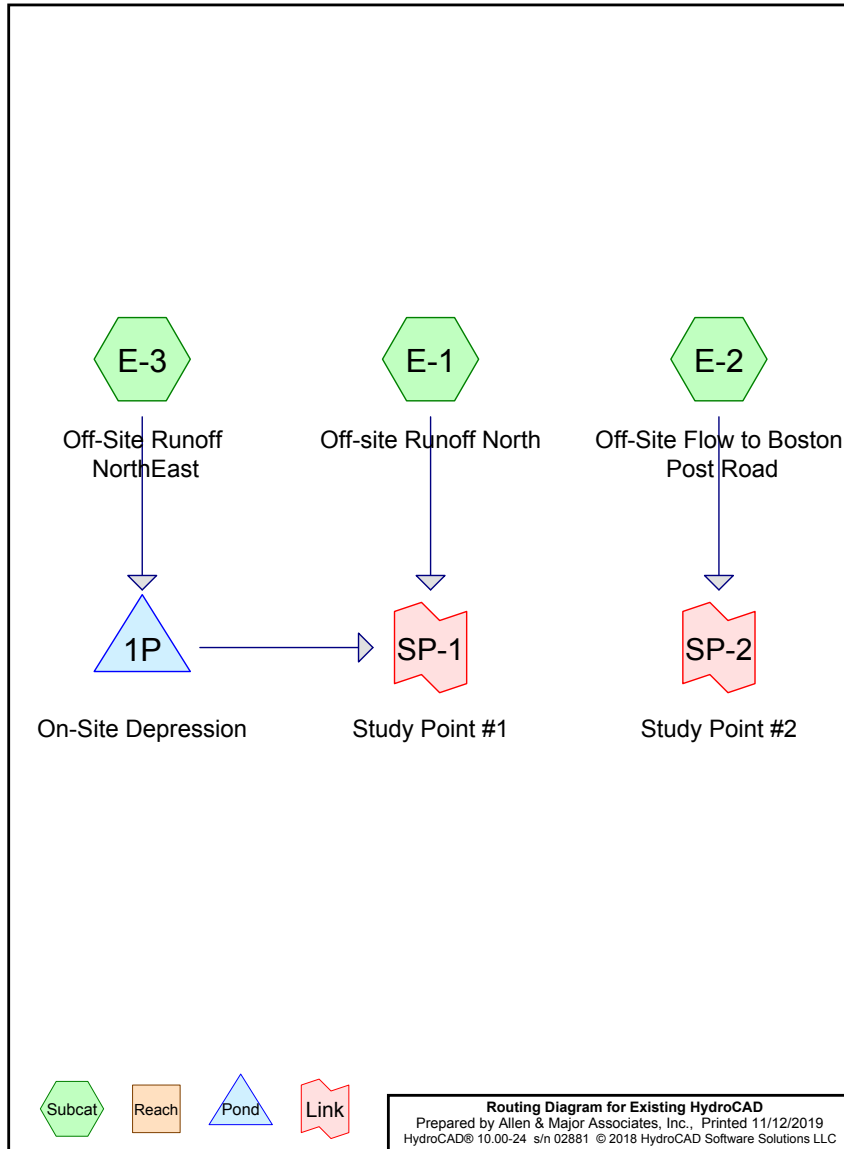 E-3
E-1
E-2
Off-Site Runoff
NorthEast
Off-site Runoff North
Off-Site Flow to Boston
Post Road
1P
SP-1
SP-2
On-Site Depression
Study Point #1
Study Point #2
Subcat
Reach
Pond
Link
Routing Diagram for Existing HydroCAD
Prepared by Allen & Major Associates, Inc., Printed 11/12/2019
HydroCAD® 10.00-24 s/n 02881 © 2018 HydroCAD Software Solutions LLC